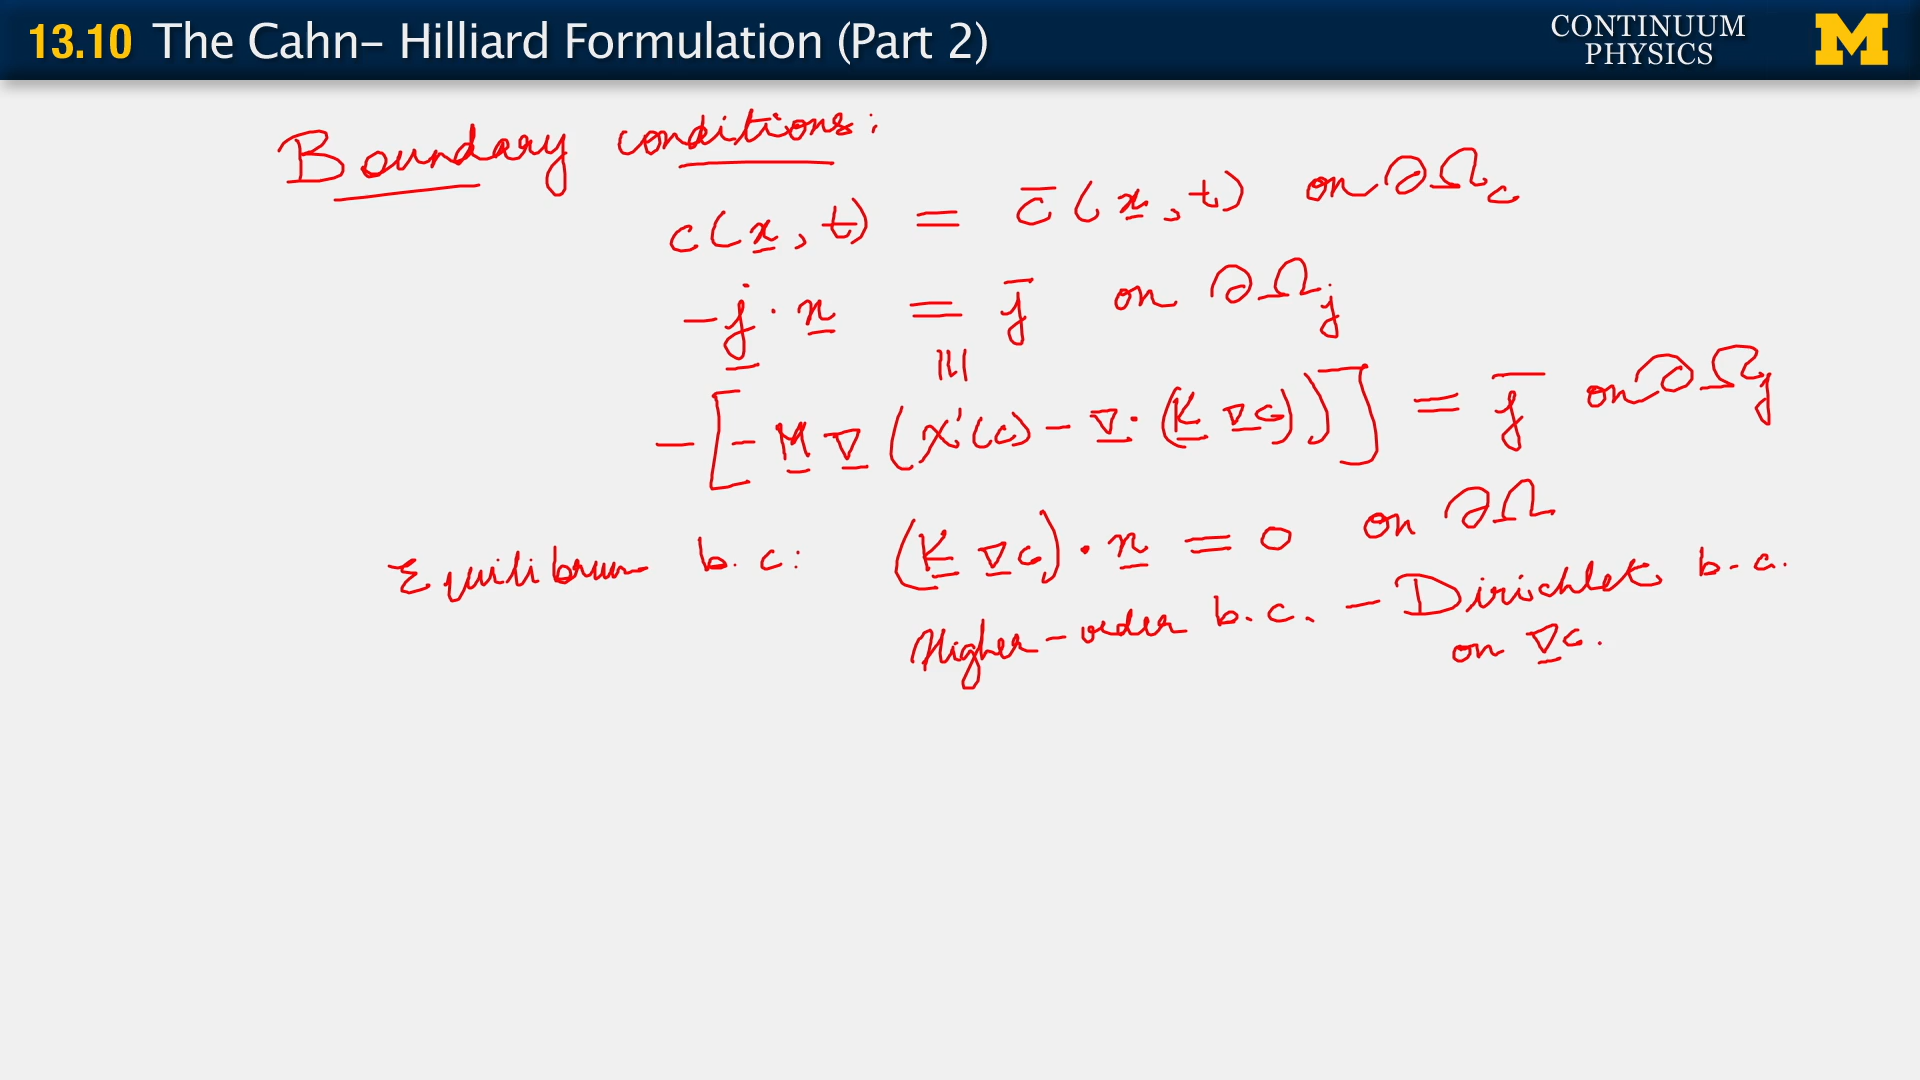 13.10 The Cahn– Hilliard Formulation (Part 2)
CONTINUUM
PHYSICS
M
Boundary conditions:
c(x, t) = c̅(x, t) on ∂Ω_c
-j · n = j̅ on ∂Ω_j
|||
-[-M∇(χ'(c) - ∇·(K∇c))] = j̅ on ∂Ω_j
Equilibrium b.c: (K∇c)·n = 0 on ∂Ω
Higher-order b.c. - Dirichlet b.c.
on ∇c.